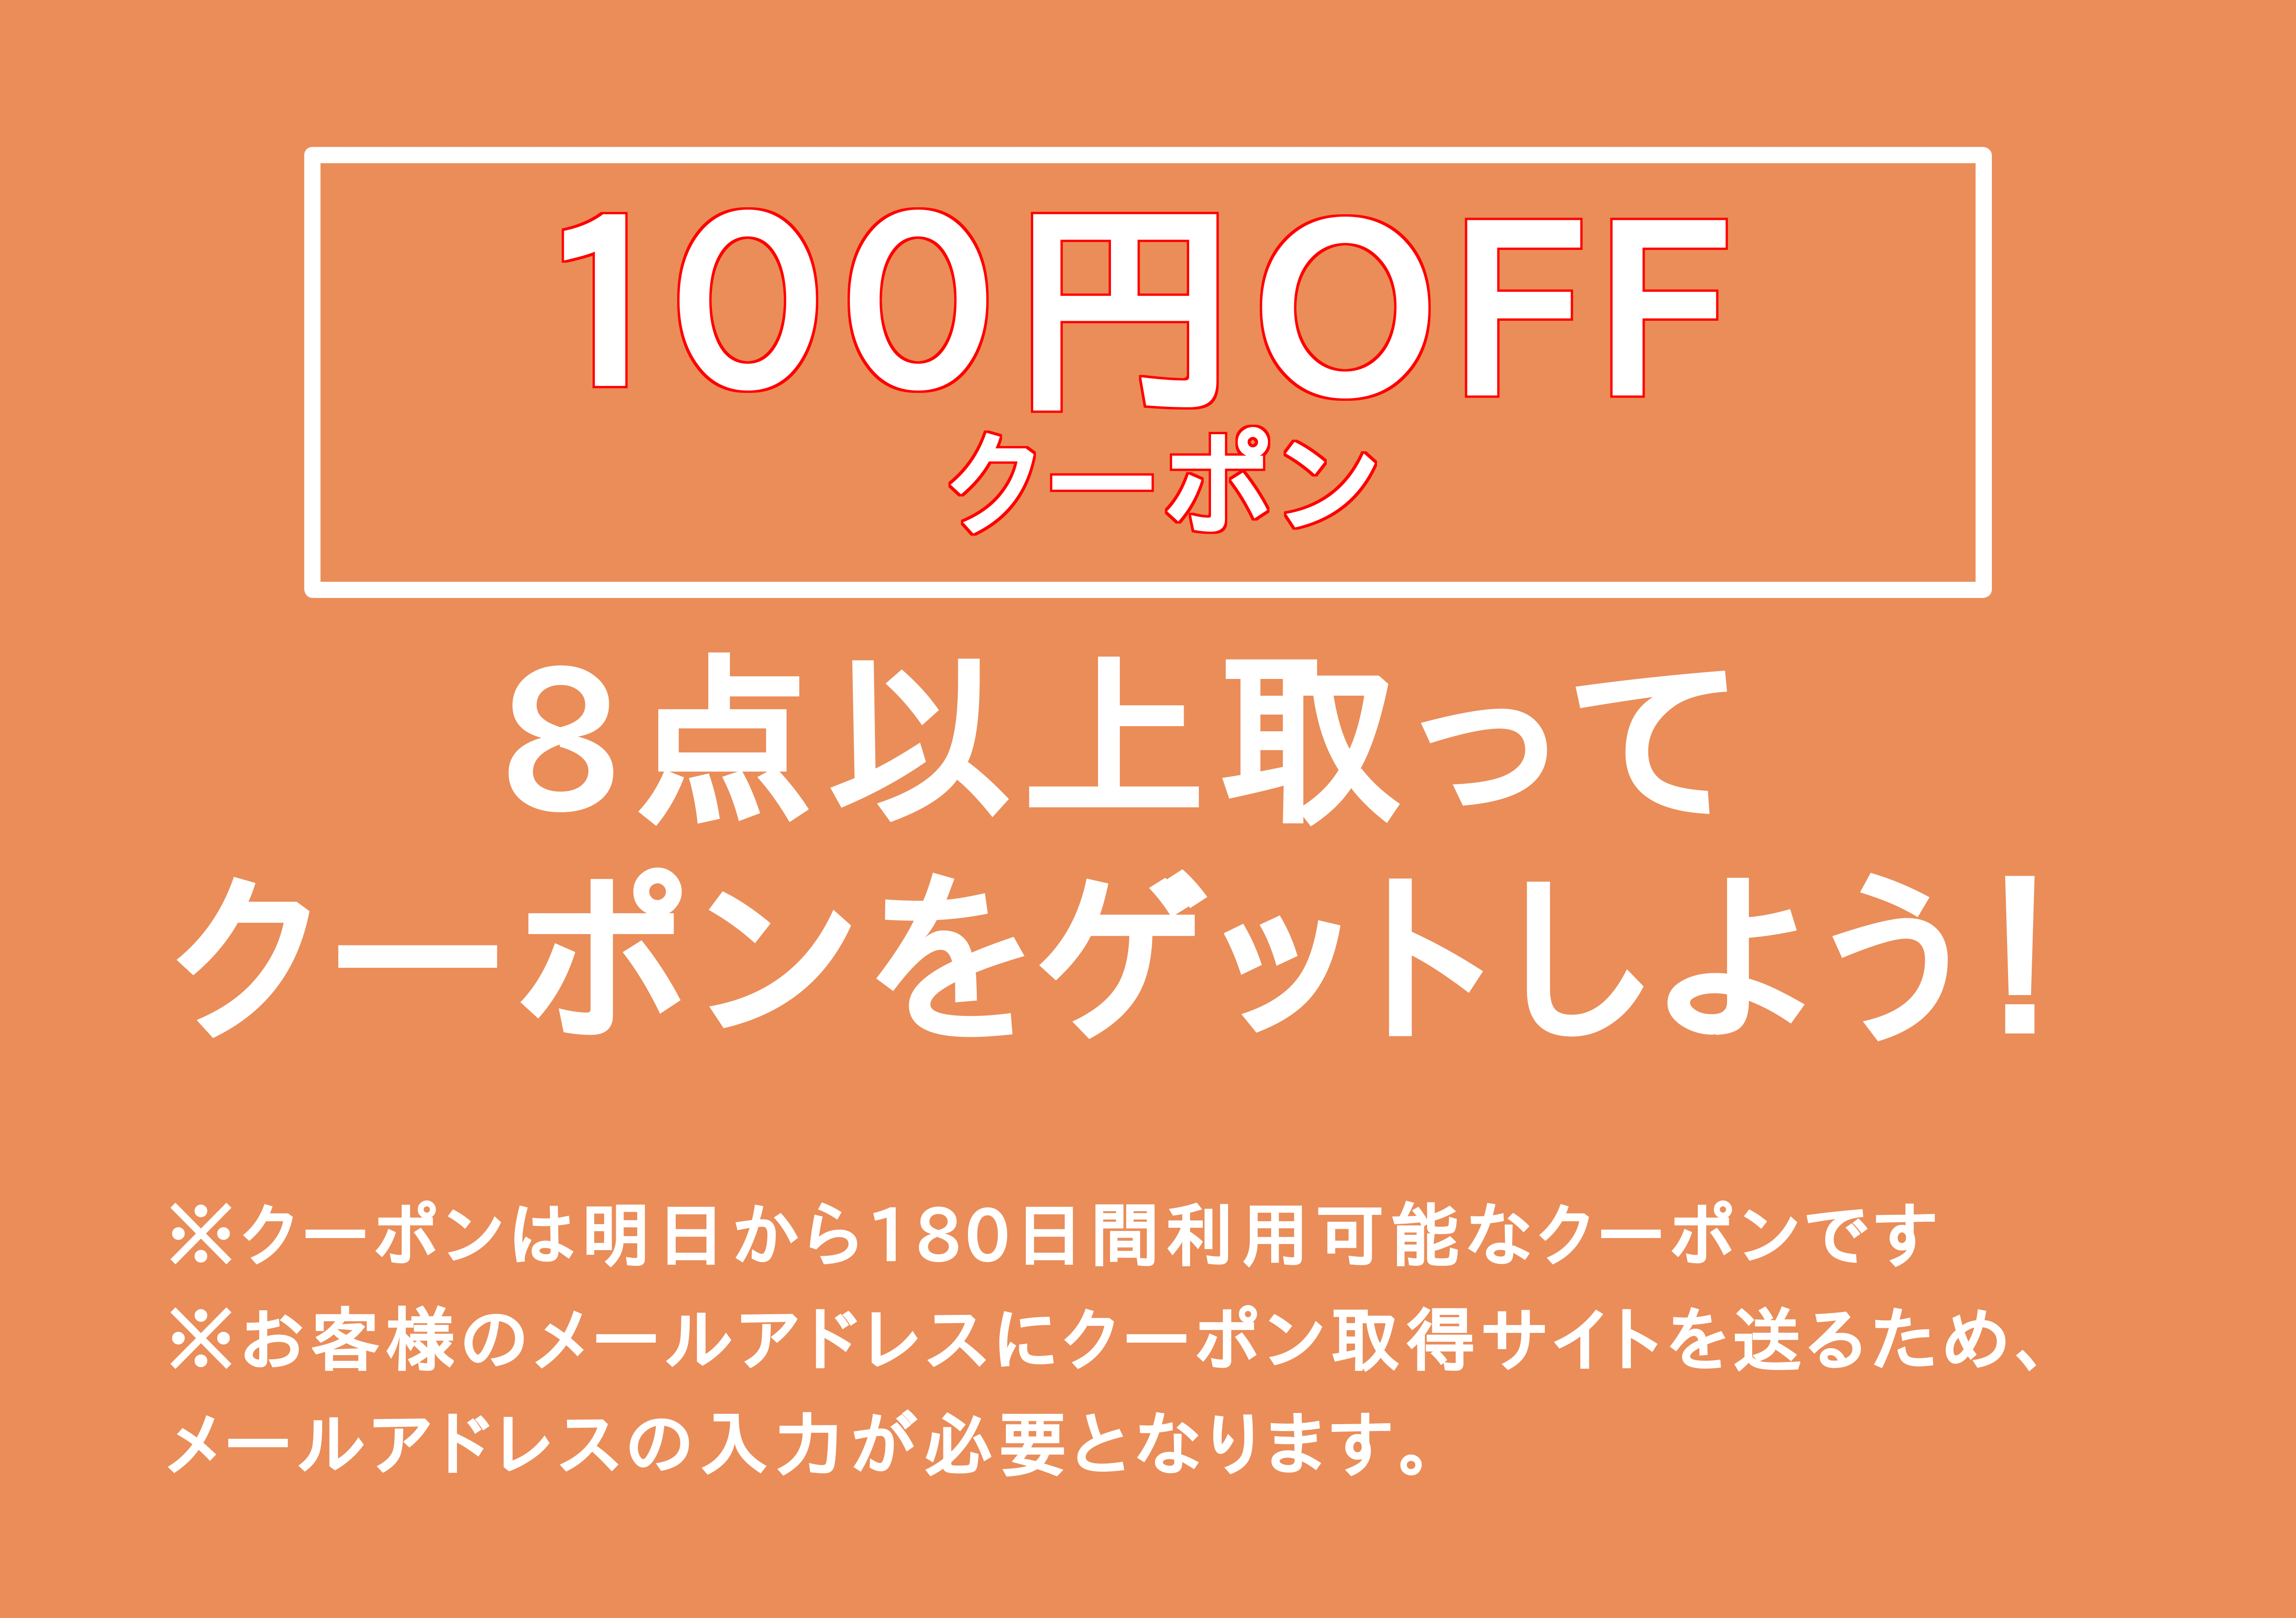 100円OFF
クーポン
8点以上取って
クーポンをゲットしよう！
※クーポンは明日から180日間利用可能なクーポンです
※お客様のメールアドレスにクーポン取得サイトを送るため、
メールアドレスの入力が必要となります。